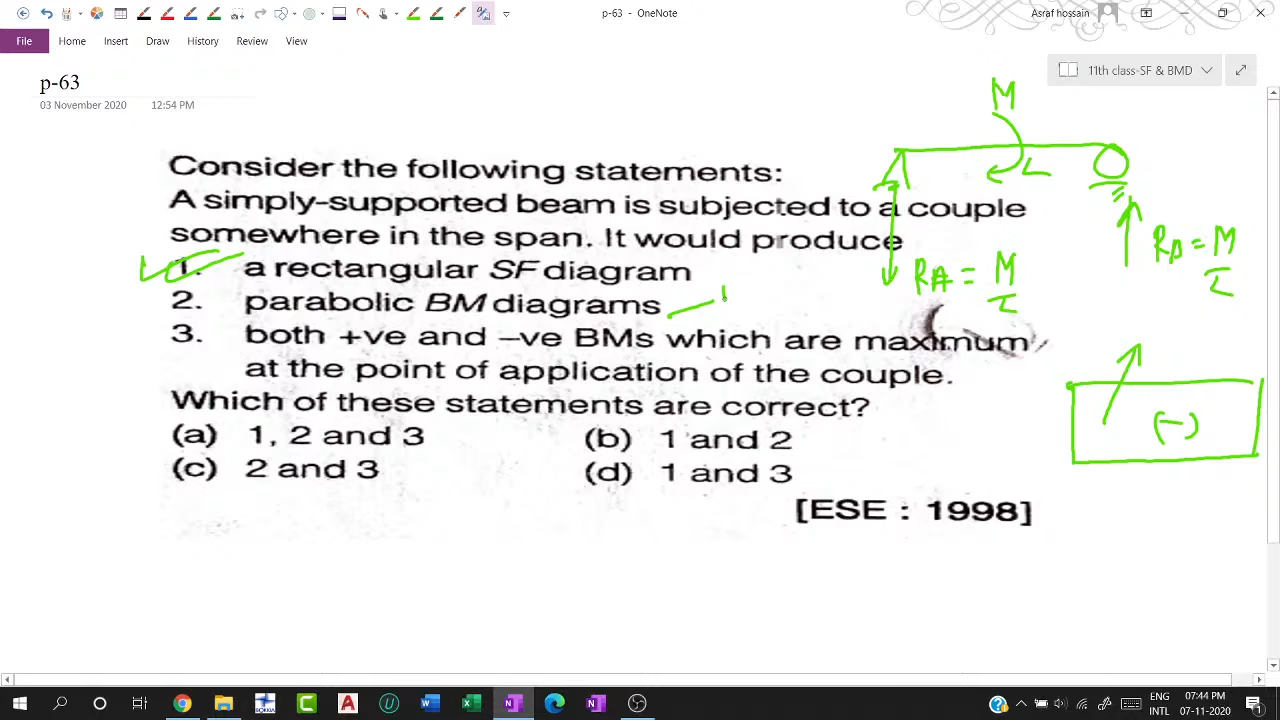 p-63 - OneNote
Asraf hossain
File Home Insert Draw History Review View
p-63
11th class-SF & BMD
03 November 2020 12:54 PM
M
Consider the following statements:
A simply-supported beam is subjected to a couple
somewhere in the span. It would produce
1. a rectangular SF diagram
2. parabolic BM diagrams
3. both +ve and –ve BMs which are maximum
at the point of application of the couple.
Which of these statements are correct?
(a) 1, 2 and 3 (b) 1 and 2
(c) 2 and 3 (d) 1 and 3
[ESE : 1998]
L
= M
= M
(-)
ENG 07:44 PM
INTL 07-11-2020